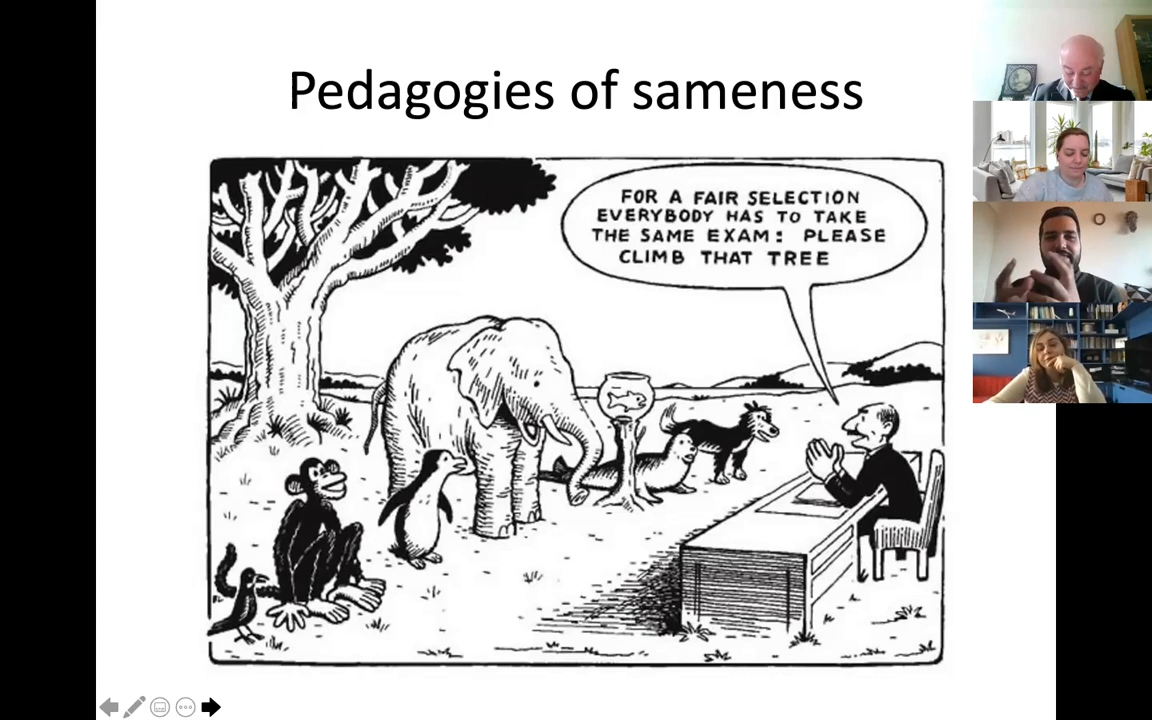 Pedagogies of sameness
FOR A FAIR SELECTION
EVERYBODY HAS TO TAKE
THE SAME EXAM: PLEASE
CLIMB THAT TREE